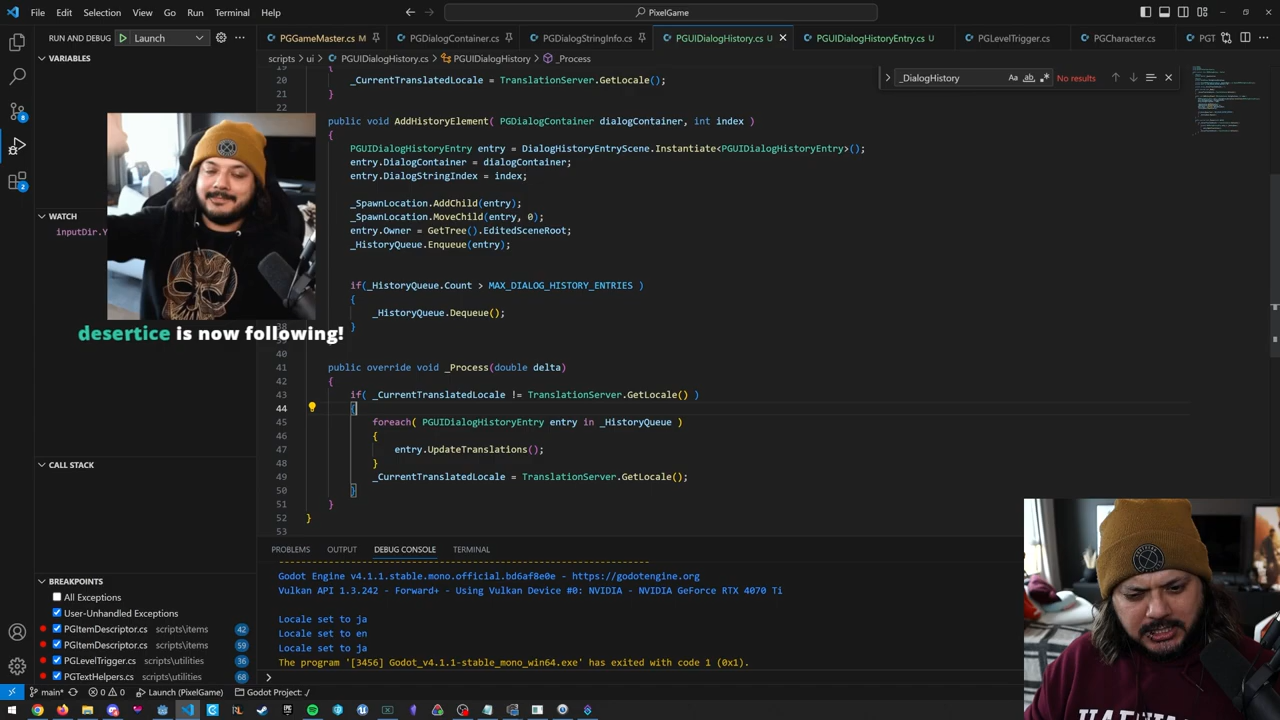 File Edit Selection View Go Run Terminal Help
PixelGame
RUN AND DEBUG Launch
PGGameMaster.cs M
PGDialogContainer.cs
PGDialogStringInfo.cs
PGUIDialogHistory.cs U
PGUIDialogHistoryEntry.cs U
PGLevelTrigger.cs
PGCharacter.cs
PGT
scripts > ui > PGUIDialogHistory.cs > PGUIDialogHistory > _Process
_DialogHistory Aa ab No results
VARIABLES
WATCH
inputDir.Y
CALL STACK
BREAKPOINTS
All Exceptions
User-Unhandled Exceptions
PGItemDescriptor.cs scripts\items 42
PGItemDescriptor.cs scripts\items 59
PGLevelTrigger.cs scripts\utilities 36
PGTextHelpers.cs scripts\utilities 68
desertice is now following!
20 _CurrentTranslatedLocale = TranslationServer.GetLocale();
21 }
22
public void AddHistoryElement( PGDialogContainer dialogContainer, int index )
{
PGUIDialogHistoryEntry entry = DialogHistoryEntryScene.Instantiate<PGUIDialogHistoryEntry>();
entry.DialogContainer = dialogContainer;
entry.DialogStringIndex = index;
_SpawnLocation.AddChild(entry);
_SpawnLocation.MoveChild(entry, 0);
entry.Owner = GetTree().EditedSceneRoot;
_HistoryQueue.Enqueue(entry);
if(_HistoryQueue.Count > MAX_DIALOG_HISTORY_ENTRIES )
{
_HistoryQueue.Dequeue();
}
40
41 public override void _Process(double delta)
42 {
43 if( _CurrentTranslatedLocale != TranslationServer.GetLocale() )
44 {
45 foreach( PGUIDialogHistoryEntry entry in _HistoryQueue )
46 {
47 entry.UpdateTranslations();
48 }
49 _CurrentTranslatedLocale = TranslationServer.GetLocale();
50 }
51 }
52 }
53
PROBLEMS OUTPUT DEBUG CONSOLE TERMINAL
Godot Engine v4.1.1.stable.mono.official.bd6af8e0e - https://godotengine.org
Vulkan API 1.3.242 - Forward+ - Using Vulkan Device #0: NVIDIA - NVIDIA GeForce RTX 4070 Ti
Locale set to ja
Locale set to en
Locale set to ja
The program '[3456] Godot_v4.1.1-stable_mono_win64.exe' has exited with code 1 (0x1).
main* 0 0 Launch (PixelGame) Godot Project: ./